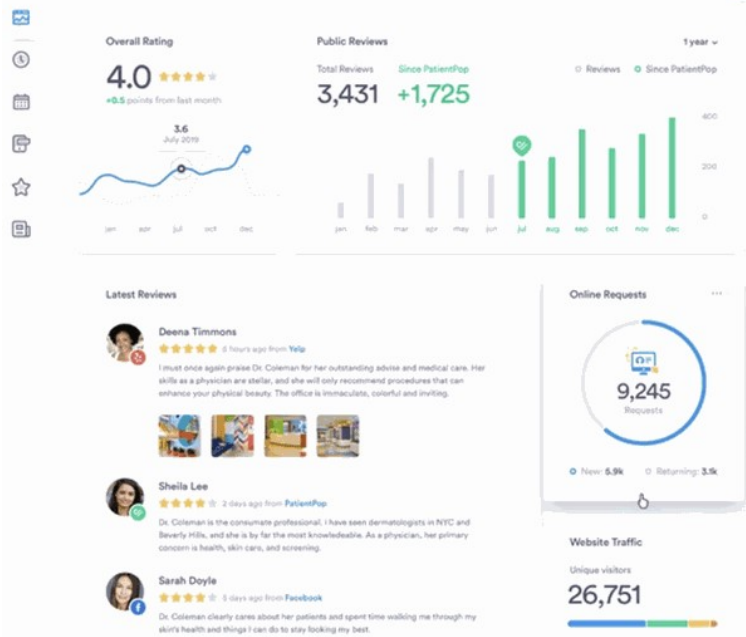 Overall Rating
4.0
+0.5 points from last month
3.6
July 2019
jan apr jul oct dec
Public Reviews
1 year
Total Reviews Since PatientPop
3,431 +1,725
Reviews Since PatientPop
400
200
0
jan feb mar apr may jun jul aug sep oct nov dec
Latest Reviews
Deena Timmons
6 hours ago from Yelp
I must once again praise Dr. Coleman for her outstanding advise and medical care. Her
skills as a physician are stellar, and she will only recommend procedures that can
enhance your physical beauty. The office is immaculate, colorful and inviting.
Sheila Lee
2 days ago from PatientPop
Dr. Coleman is the consumate professional. I have seen dermatologists in NYC and
Beverly Hills, and she is by far the most knowledeable. As a physician, her primary
concern is health, skin care, and screening.
Sarah Doyle
5 days ago from Facebook
Dr. Coleman clearly cares about her patients and spent time walking me through my
skin's health and things I can do to stay looking my best.
Online Requests
9,245
Requests
New: 5.9k Returning: 3.1k
Website Traffic
Unique visitors
26,751